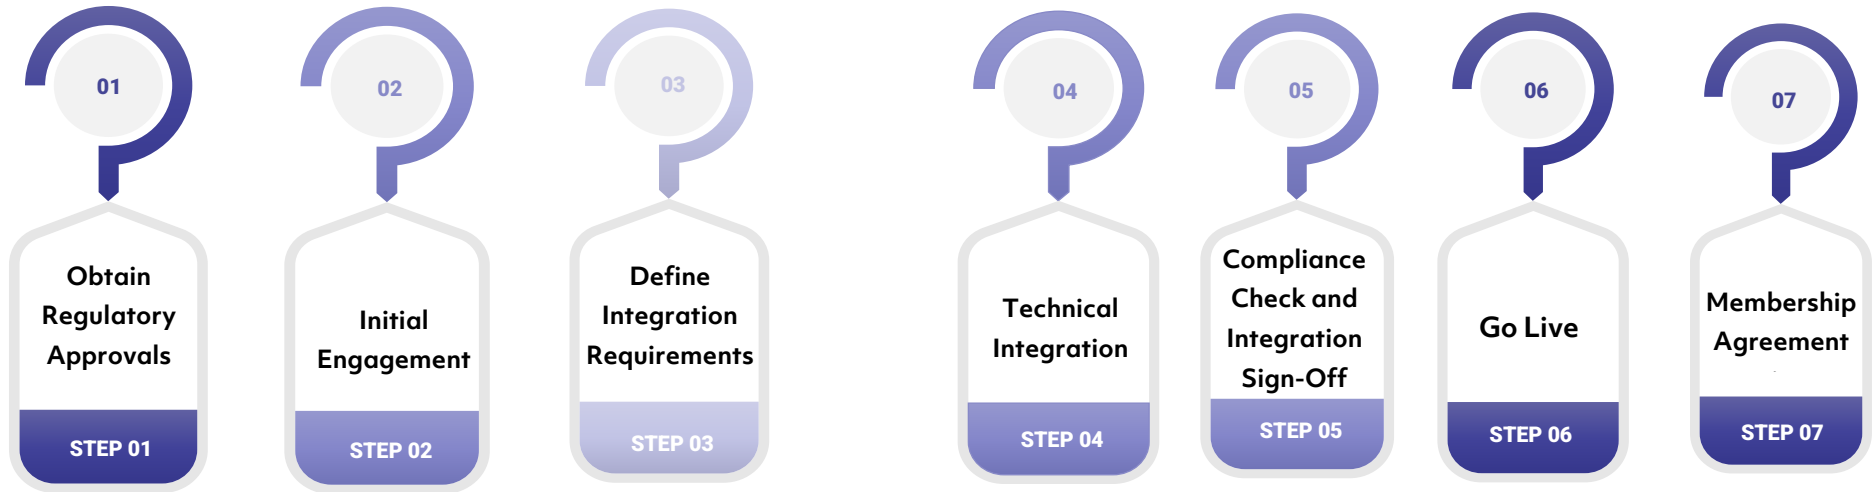 01
Obtain
Regulatory
Approvals
STEP 01
02
Initial
Engagement
STEP 02
03
Define
Integration
Requirements
STEP 03
04
Technical
Integration
STEP 04
05
Compliance
Check and
Integration
Sign-Off
STEP 05
06
Go Live
STEP 06
07
Membership
Agreement
STEP 07